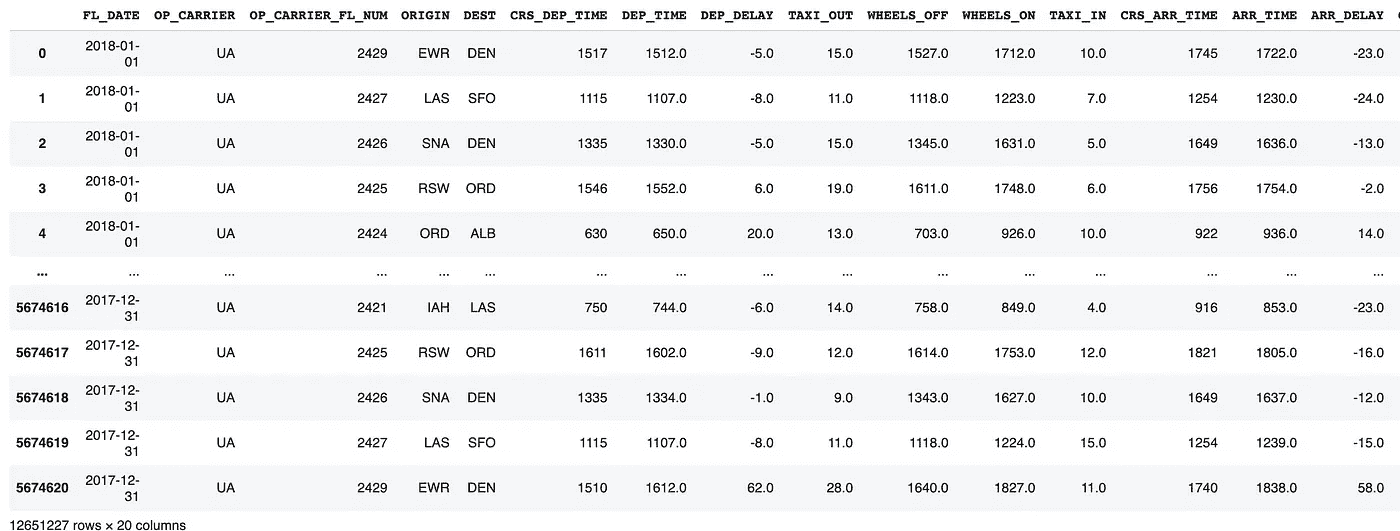 FL_DATE OP_CARRIER OP_CARRIER_FL_NUM ORIGIN DEST CRS_DEP_TIME DEP_TIME DEP_DELAY TAXI_OUT WHEELS_OFF WHEELS_ON TAXI_IN CRS_ARR_TIME ARR_TIME ARR_DELAY
0 2018-01-01 UA 2429 EWR DEN 1517 1512.0 -5.0 15.0 1527.0 1712.0 10.0 1745 1722.0 -23.0
1 2018-01-01 UA 2427 LAS SFO 1115 1107.0 -8.0 11.0 1118.0 1223.0 7.0 1254 1230.0 -24.0
2 2018-01-01 UA 2426 SNA DEN 1335 1330.0 -5.0 15.0 1345.0 1631.0 5.0 1649 1636.0 -13.0
3 2018-01-01 UA 2425 RSW ORD 1546 1552.0 6.0 19.0 1611.0 1748.0 6.0 1756 1754.0 -2.0
4 2018-01-01 UA 2424 ORD ALB 630 650.0 20.0 13.0 703.0 926.0 10.0 922 936.0 14.0
... ... ... ... ... ... ... ... ... ... ... ... ... ... ... ...
5674616 2017-12-31 UA 2421 IAH LAS 750 744.0 -6.0 14.0 758.0 849.0 4.0 916 853.0 -23.0
5674617 2017-12-31 UA 2425 RSW ORD 1611 1602.0 -9.0 12.0 1614.0 1753.0 12.0 1821 1805.0 -16.0
5674618 2017-12-31 UA 2426 SNA DEN 1335 1334.0 -1.0 9.0 1343.0 1627.0 10.0 1649 1637.0 -12.0
5674619 2017-12-31 UA 2427 LAS SFO 1115 1107.0 -8.0 11.0 1118.0 1224.0 15.0 1254 1239.0 -15.0
5674620 2017-12-31 UA 2429 EWR DEN 1510 1612.0 62.0 28.0 1640.0 1827.0 11.0 1740 1838.0 58.0
12651227 rows × 20 columns